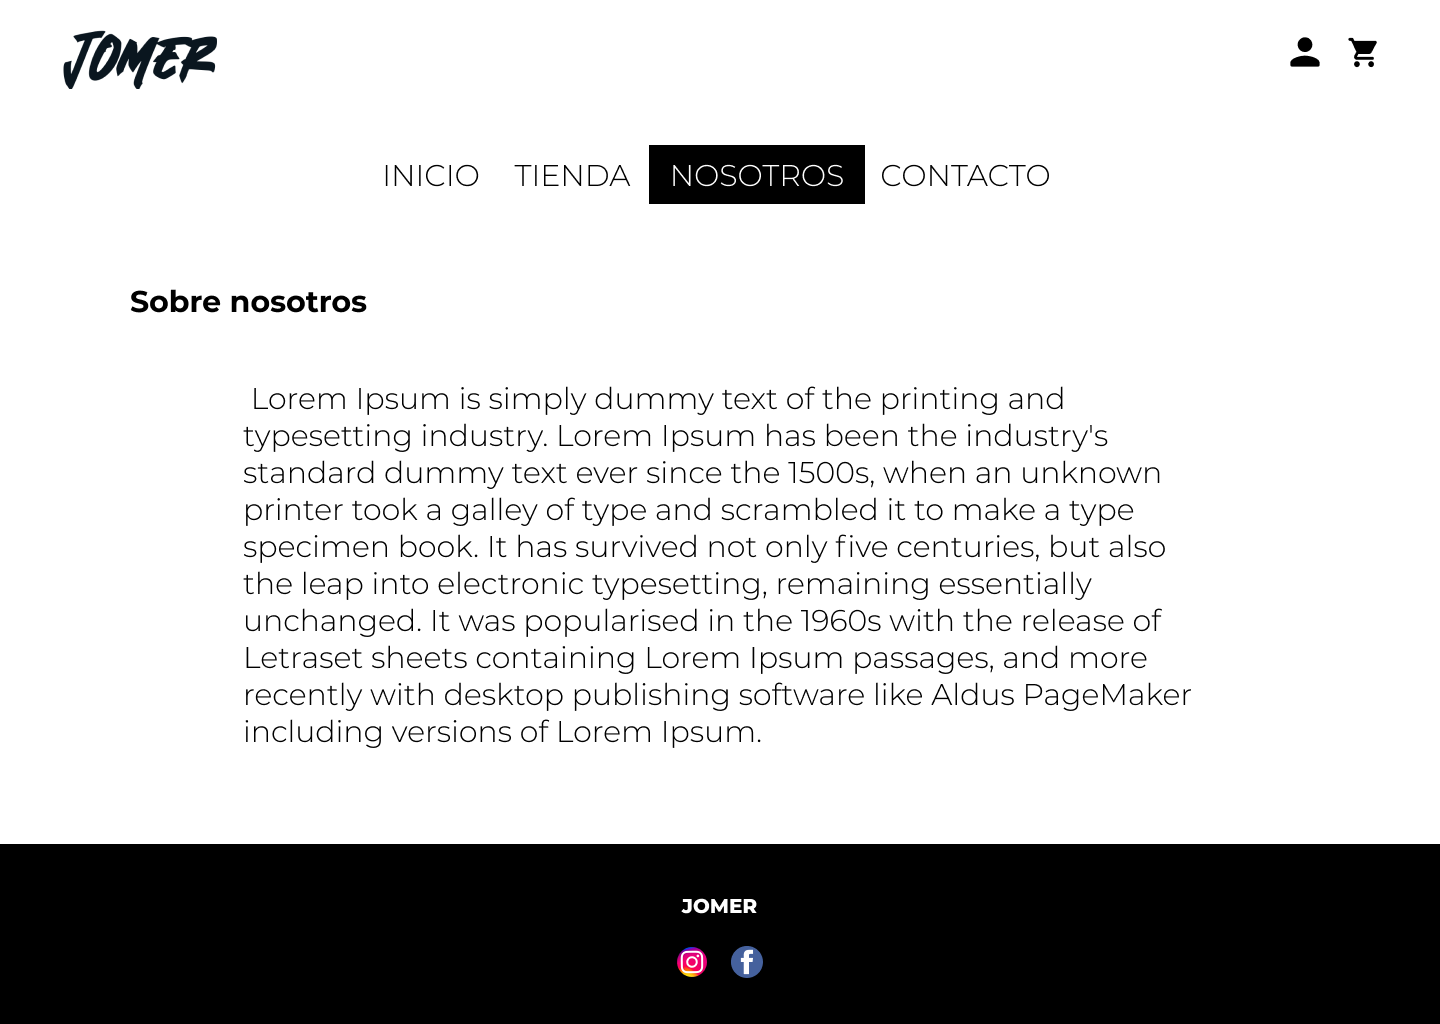 JOMER
INICIO TIENDA NOSOTROS CONTACTO
Sobre nosotros
Lorem Ipsum is simply dummy text of the printing and
typesetting industry. Lorem Ipsum has been the industry's
standard dummy text ever since the 1500s, when an unknown
printer took a galley of type and scrambled it to make a type
specimen book. It has survived not only five centuries, but also
the leap into electronic typesetting, remaining essentially
unchanged. It was popularised in the 1960s with the release of
Letraset sheets containing Lorem Ipsum passages, and more
recently with desktop publishing software like Aldus PageMaker
including versions of Lorem Ipsum.
JOMER